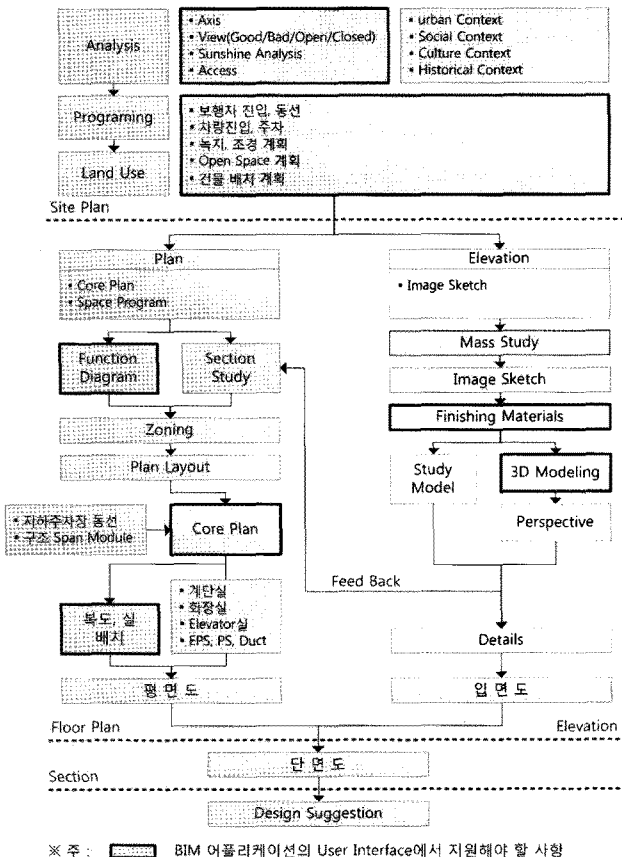 Analysis
• Axis
• View(Good/Bad/Open/Closed)
• Sunshine Analysis
• Access
• urban Context
• Social Context
• Culture Context
• Historical Context
Programing
Land Use
• 보행자 진입, 동선
• 차량진입, 주차
• 녹지, 조경 계획
• Open Space 계획
• 건물 배치 계획
Site Plan
Plan
• Core Plan
• Space Program
Elevation
• Image Sketch
Function
Diagram
Section
Study
Mass Study
Image Sketch
Finishing Materials
Zoning
Plan Layout
Study
Model
3D Modeling
Perspective
• 지하주차장 동선
• 구조 Span Module
Core Plan
Feed Back
복도, 실
배치
• 계단실
• 화장실
• Elevator실
• EPS, PS, Duct
Details
평 면 도
입 면 도
Floor Plan
Elevation
단 면 도
Section
Design Suggestion
※ 주 : BIM 어플리케이션의 User Interface에서 지원해야 할 사항